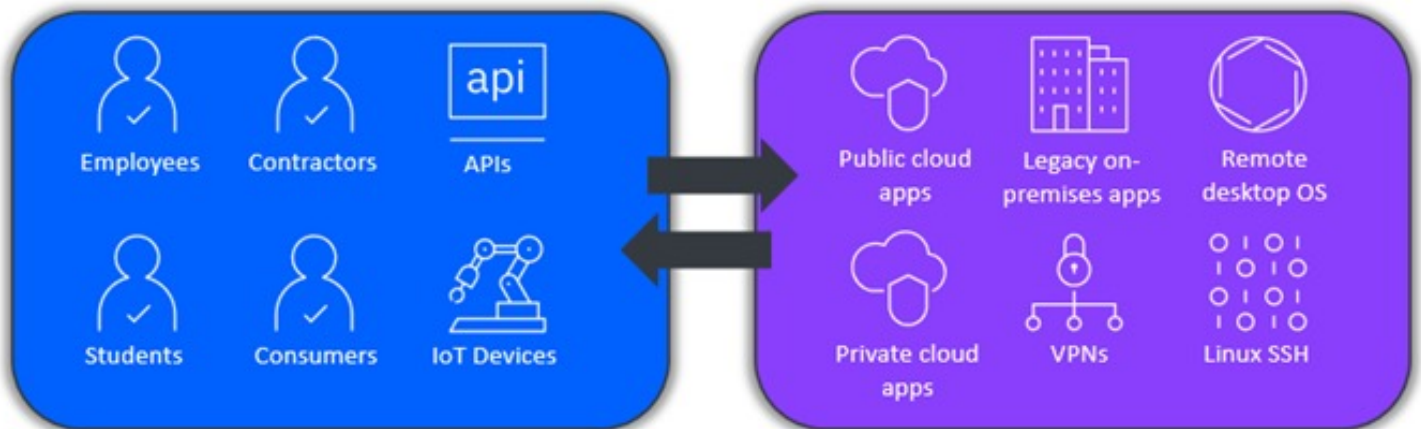 api
Employees
Contractors
APIs
Students
Consumers
IoT Devices
Public cloud
apps
Legacy on-
premises apps
Remote
desktop OS
Private cloud
apps
VPNs
Linux SSH